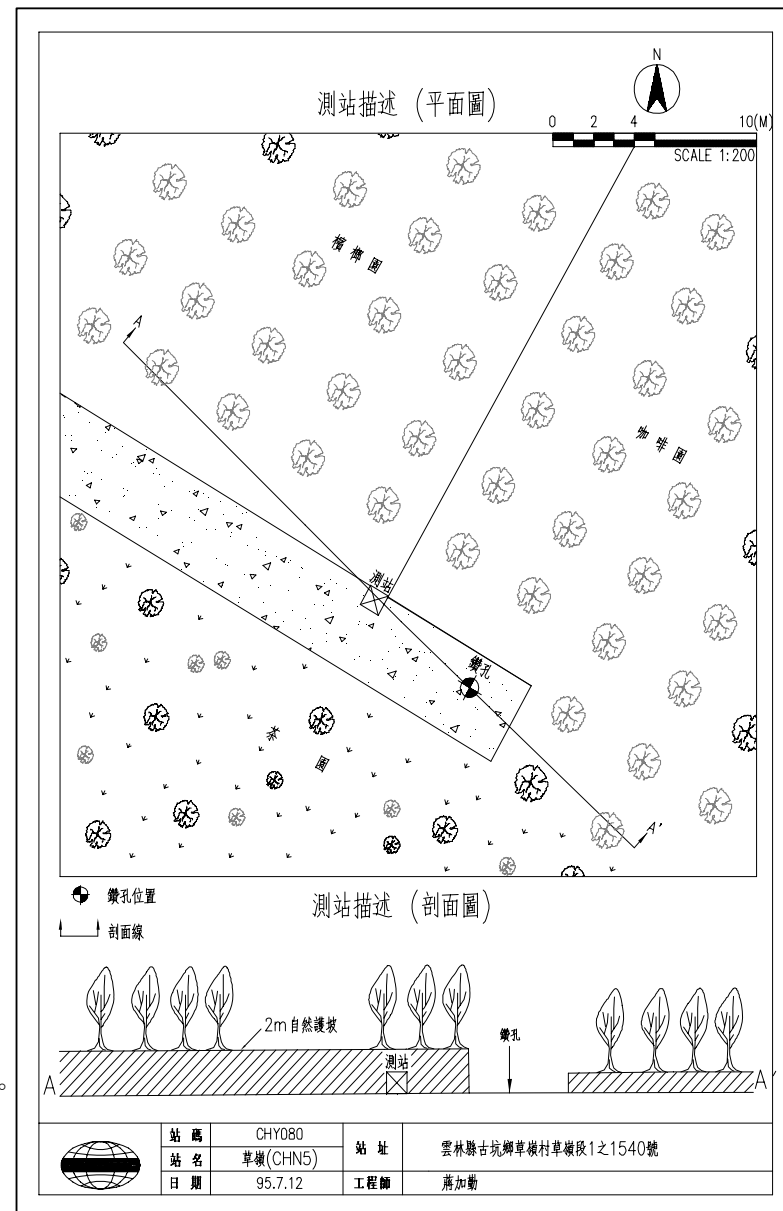 N
測站描述 (平面圖)
0 2 4 10(M)
SCALE 1:200
檳榔園
A
咖啡園
測站
鑽孔
茶園
A'
鑽孔位置
剖面線
測站描述 (剖面圖)
2m自然護坡
鑽孔
測站
A A'
站碼 CHY080 站址 雲林縣古坑鄉草嶺村草嶺段1之1540號
站名 草嶺(CHN5)
日期 95.7.12 工程師 蔣加勤